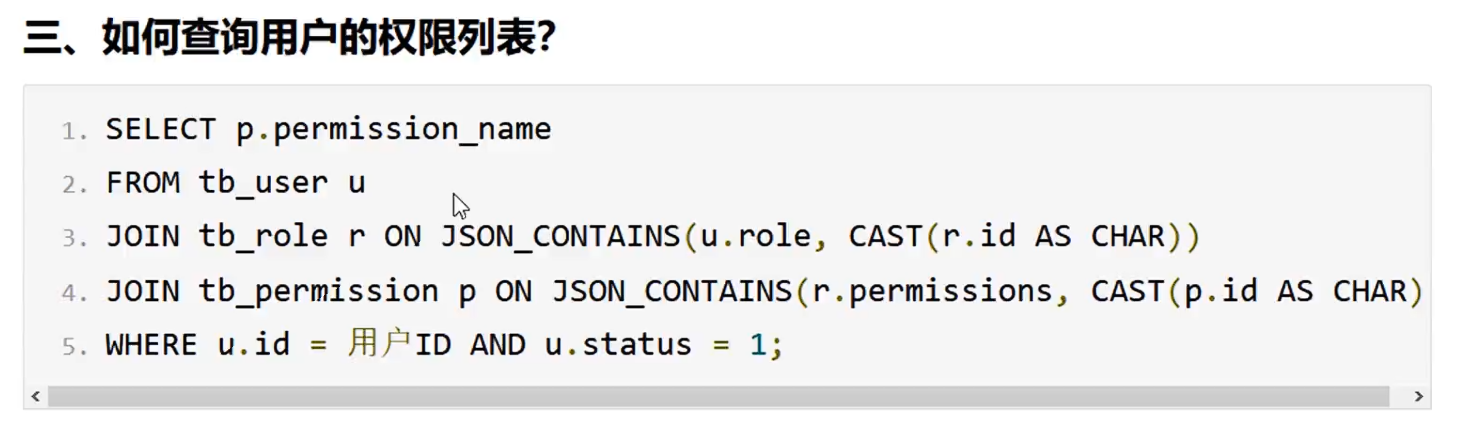 三、如何查询用户的权限列表?
1. SELECT p.permission_name
2. FROM tb_user u
3. JOIN tb_role r ON JSON_CONTAINS(u.role, CAST(r.id AS CHAR))
4. JOIN tb_permission p ON JSON_CONTAINS(r.permissions, CAST(p.id AS CHAR)
5. WHERE u.id = 用户ID AND u.status = 1;